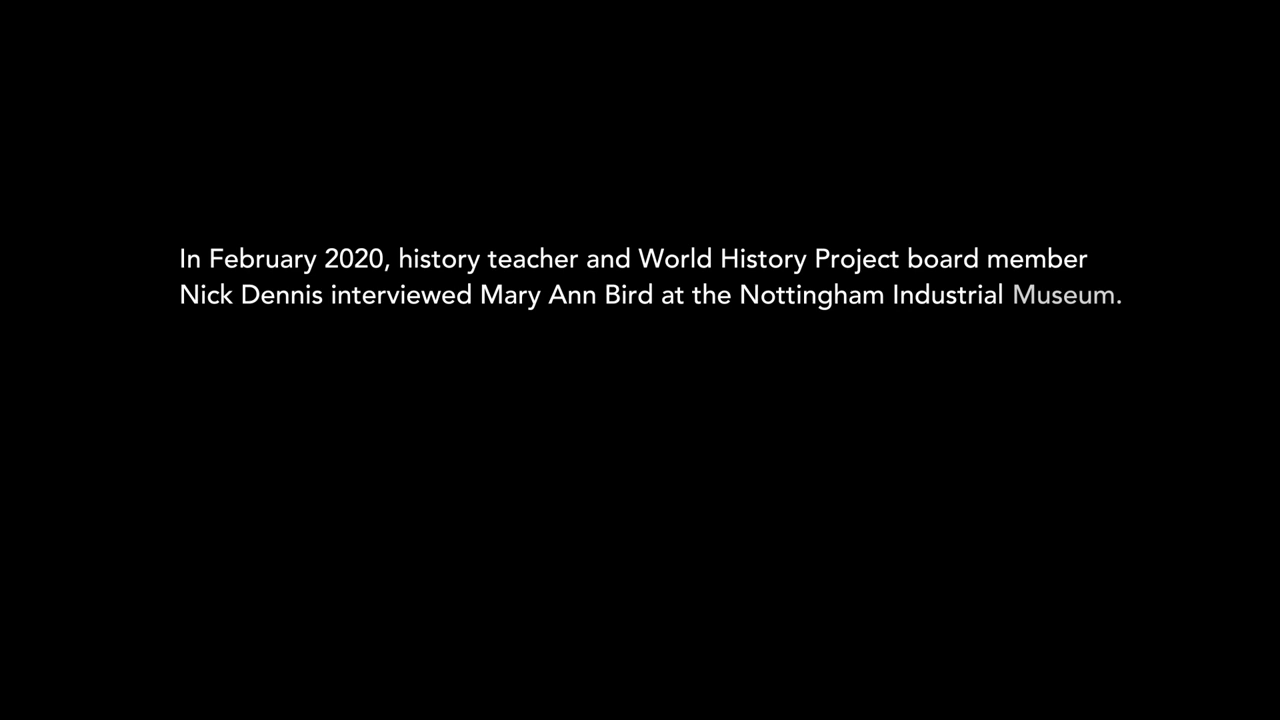 In February 2020, history teacher and World History Project board member
Nick Dennis interviewed Mary Ann Bird at the Nottingham Industrial Museum.